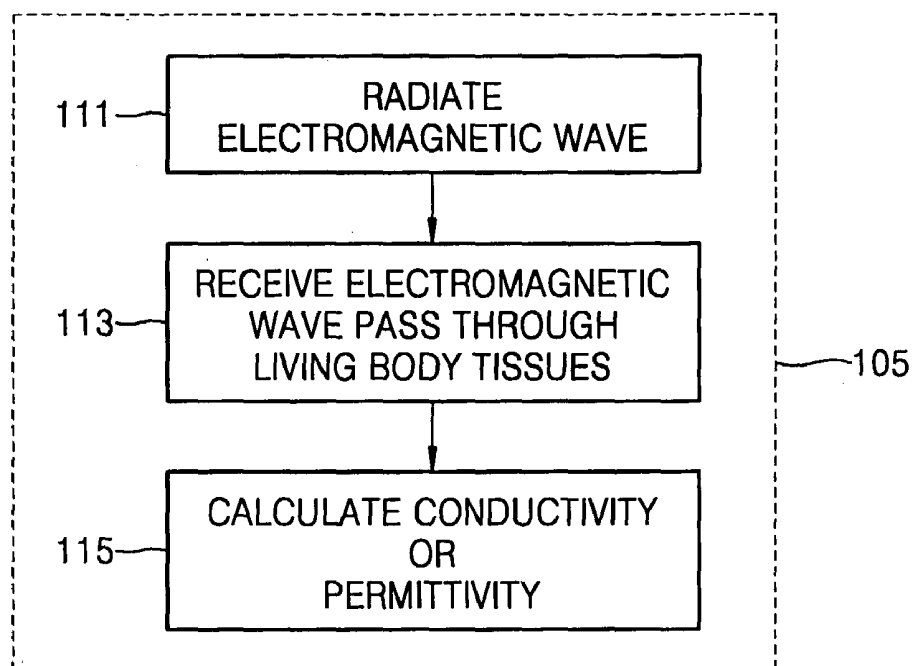 111
RADIATE
ELECTROMAGNETIC WAVE
113
RECEIVE ELECTROMAGNETIC
WAVE PASS THROUGH
LIVING BODY TISSUES
105
115
CALCULATE CONDUCTIVITY
OR
PERMITTIVITY